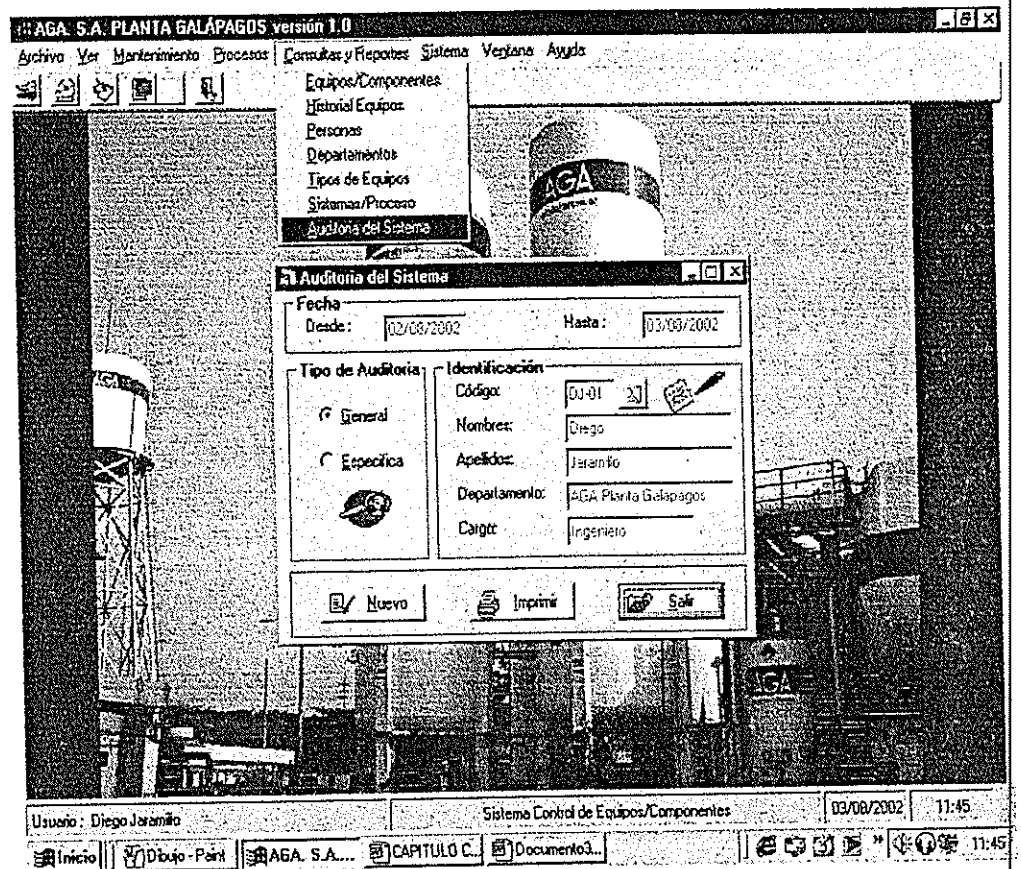 AGA. S.A. PLANTA GALÁPAGOS versión 1.0
Archivo Ver Mantenimiento Procesos Consultas y Reportes Sistema Ventana Ayuda
Equipos/Componentes
Historial Equipos
Personas
Departamentos
Tipos de Equipos
Sistemas/Proceso
Auditoria del Sistema
AGA
AGA
AGA
Auditoria del Sistema
Fecha
Desde: 02/08/2002 Hasta: 03/08/2002
Tipo de Auditoria
General
Especifica
Identificación
Código: DJ-01
Nombres: Diego
Apellidos: Jaramillo
Departamento: AGA Planta Galápagos
Cargo: Ingeniero
Nuevo Imprimir Salir
AGA
Usuario: Diego Jaramillo Sistema Control de Equipos/Componentes 03/08/2002 11:45
Inicio Dibujo - Paint AGA. S.A.... CAPITULO C... Documento3... 11:45